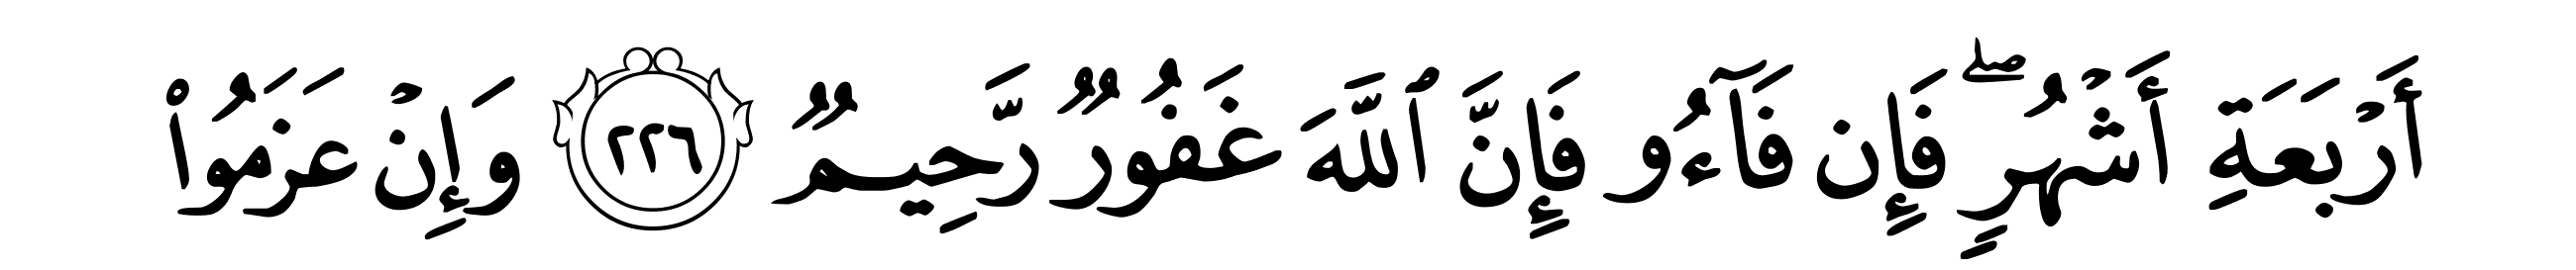 أَرۡبَعَةِ أَشۡهُرٖۖ فَإِن فَآءُو فَإِنَّ ٱللَّهَ غَفُورٞ رَّحِيمٞ ٢٢٦ وَإِنۡ عَزَمُواْ